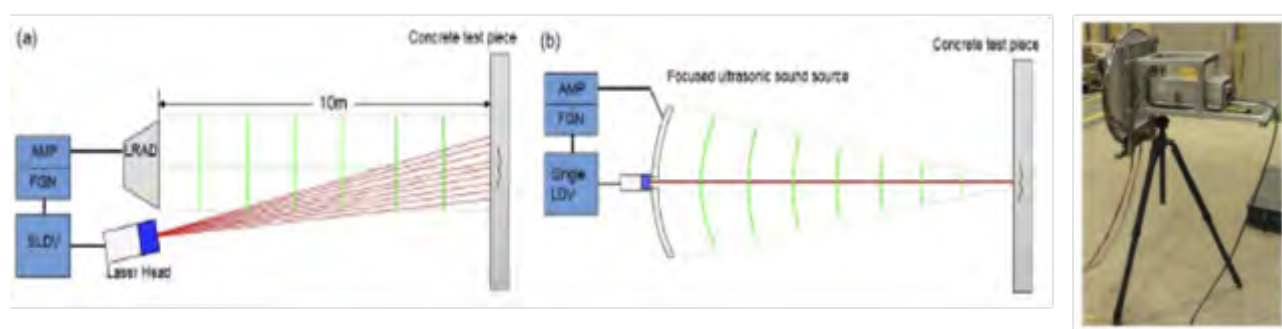 (a)
Concrete test piece
10m
LRAD
AMP
FGN
SLDV
Laser Head
(b)
Concrete test piece
Focused ultrasonic sound source
AMP
FGN
Single
LDV